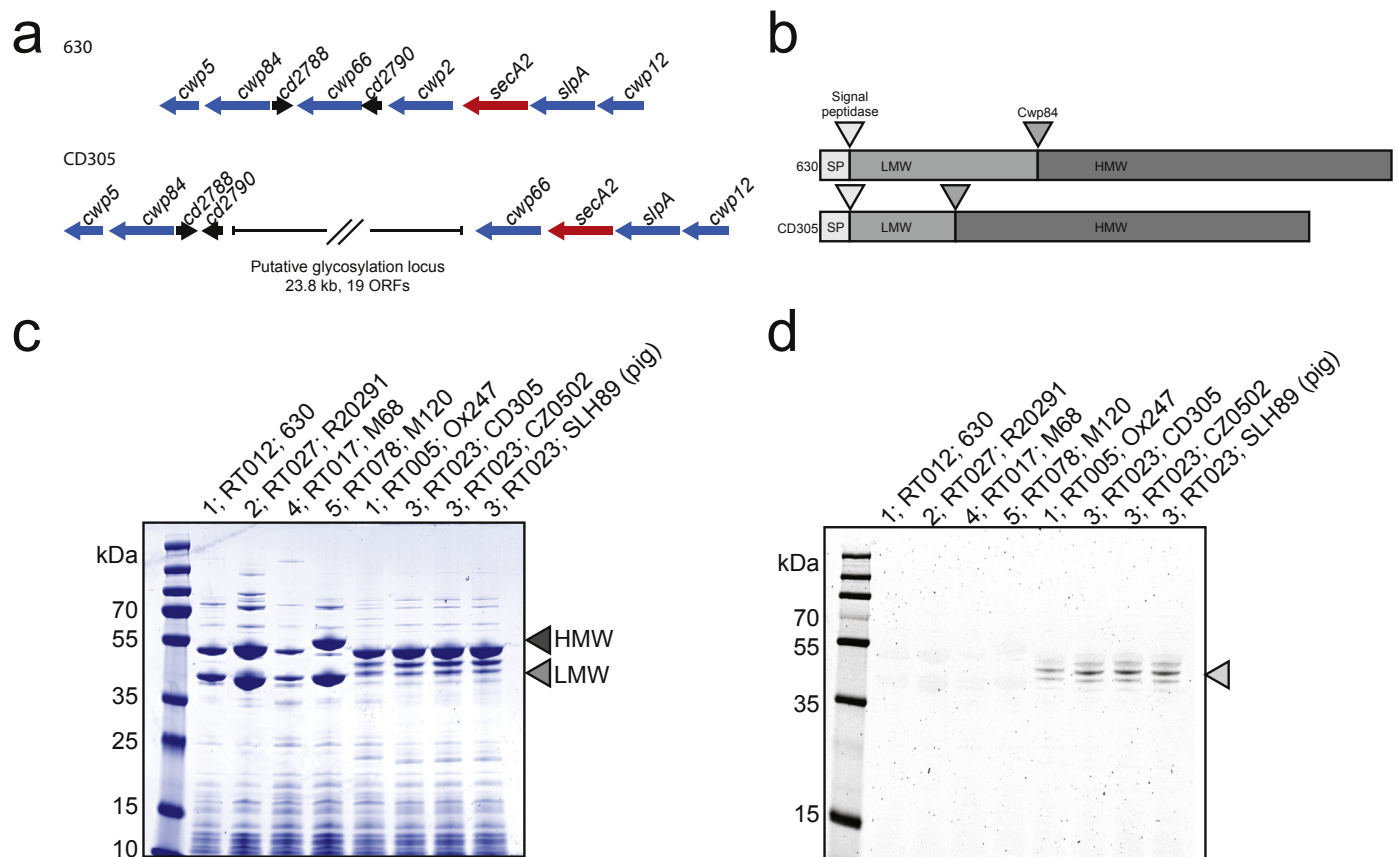 a
630
cwp5
cwp84
cd2788
cwp66
cd2790
cwp2
secA2
slpA
cwp12
CD305
cwp5
cwp84
cd2788
cd2790
cwp66
secA2
slpA
cwp12
Putative glycosylation locus
23.8 kb, 19 ORFs
b
Signal
peptidase
Cwp84
630 SP LMW HMW
CD305 SP LMW HMW
c
1; RT012; 630
2; RT027; R20291
4; RT017; M68
5; RT078; M120
1; RT005; Ox247
3; RT023; CD305
3; RT023; CZ0502
3; RT023; SLH89 (pig)
kDa
70
55
35
25
15
10
HMW
LMW
d
1; RT012; 630
2; RT027; R20291
4; RT017; M68
5; RT078; M120
1; RT005; Ox247
3; RT023; CD305
3; RT023; CZ0502
3; RT023; SLH89 (pig)
kDa
70
55
35
15